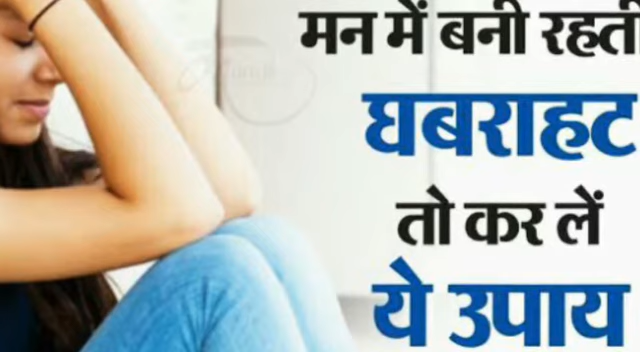 मन में बनी रहती
घबराहट
तो कर लें
ये उपाय